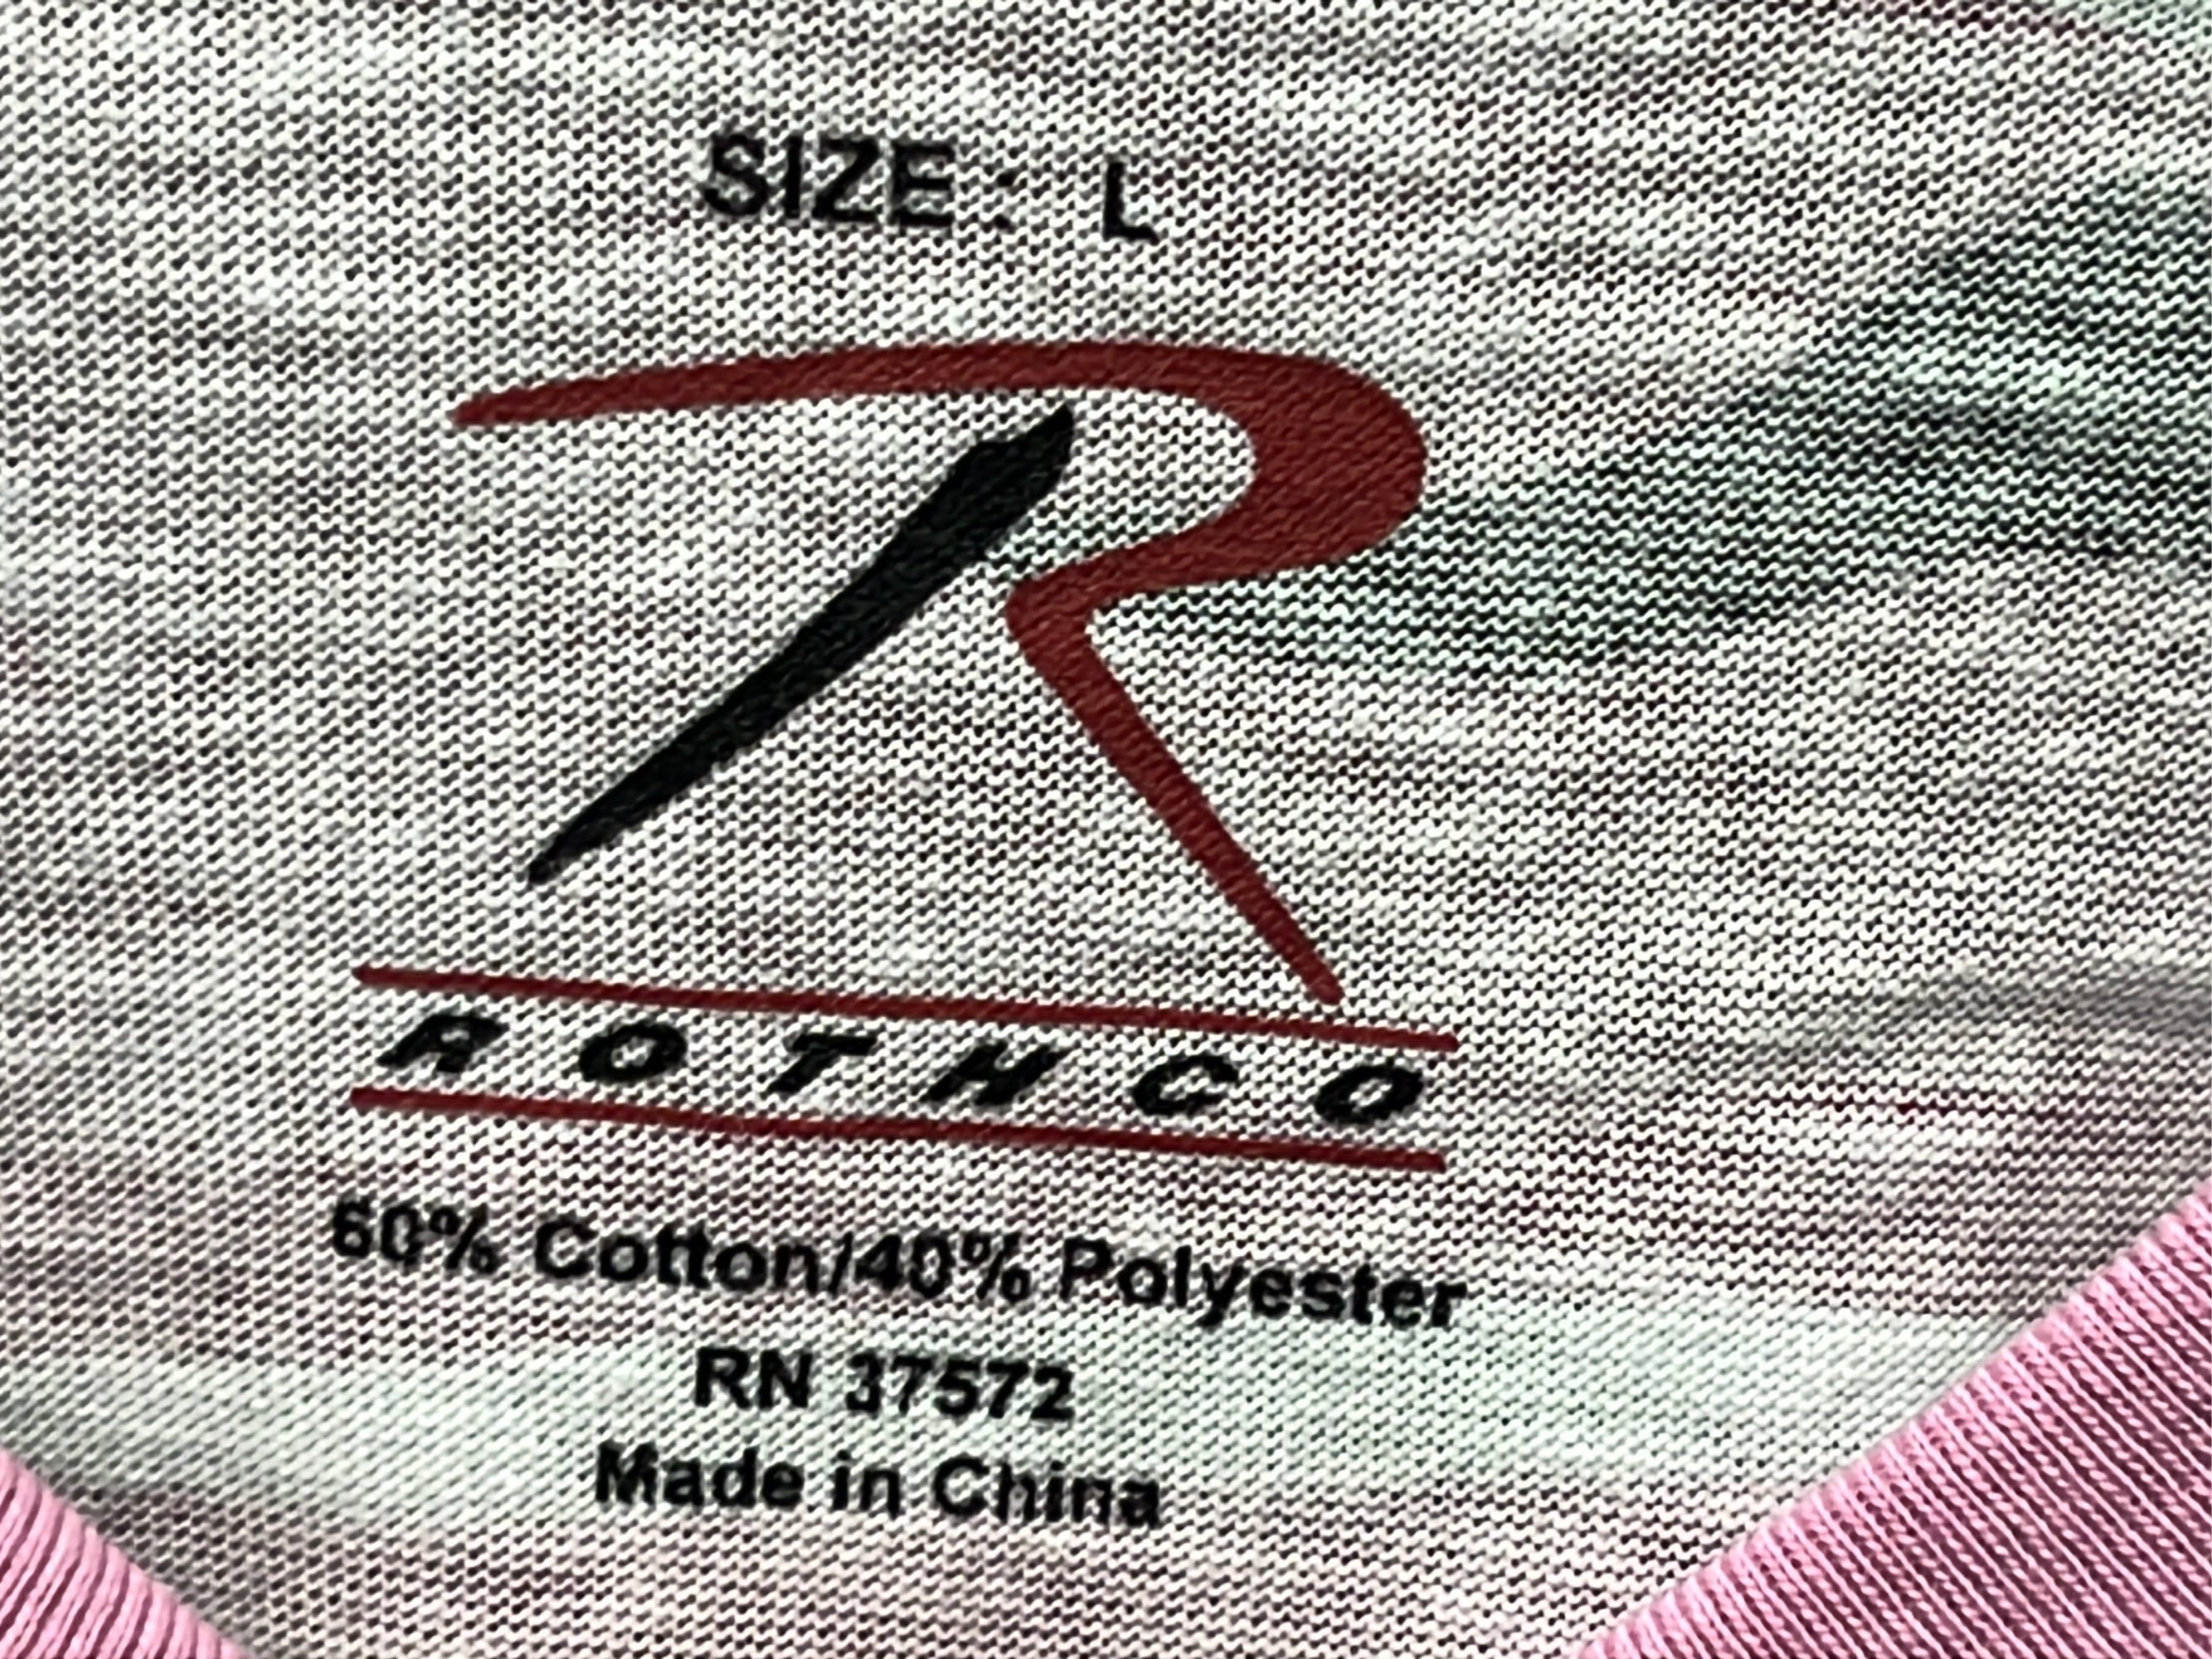 SIZE: L
ROTHCO
60% Cotton/40% Polyester
RN 37572
Made in China